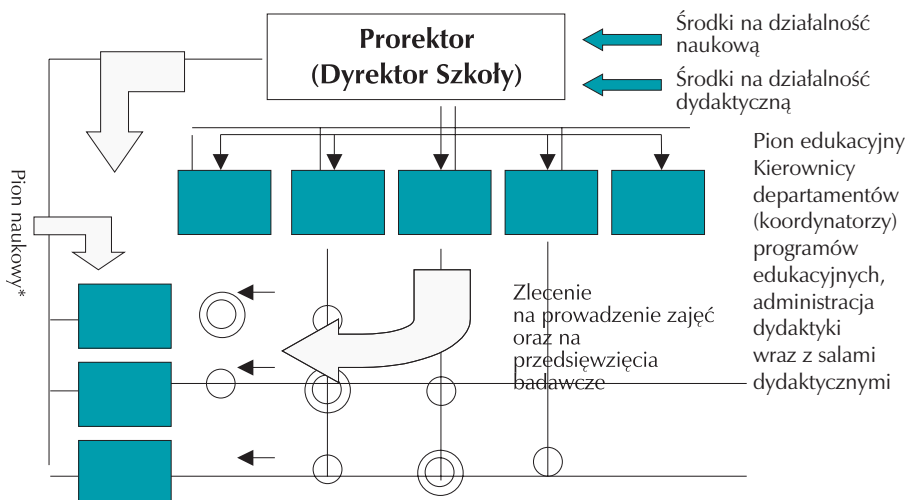 Prorektor
(Dyrektor Szkoły)
Środki na działalność
naukową
Środki na działalność
dydaktyczną
Pion edukacyjny
Kierownicy
departamentów
(koordynatorzy)
programów
edukacyjnych,
administracja
dydaktyki
wraz z salami
dydaktycznymi
Pion naukowy*
Zlecenie
na prowadzenie zajęć
oraz na
przedsięwzięcia
badawcze